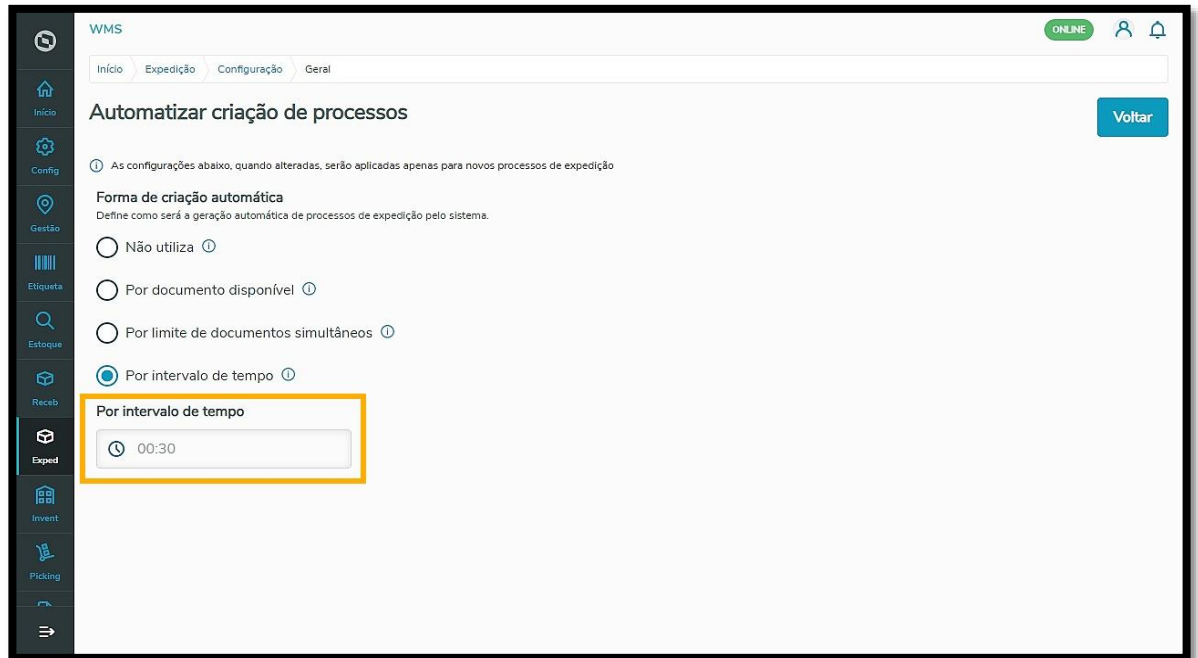 WMS
ONLINE
Início
Expedição
Configuração
Geral
Automatizar criação de processos
Voltar
As configurações abaixo, quando alteradas, serão aplicadas apenas para novos processos de expedição
Forma de criação automática
Define como será a geração automática de processos de expedição pelo sistema.
Não utiliza
Por documento disponível
Por limite de documentos simultâneos
Por intervalo de tempo
Por intervalo de tempo
00:30
Início
Config
Gestão
Etiqueta
Estoque
Receb
Exped
Invent
Picking